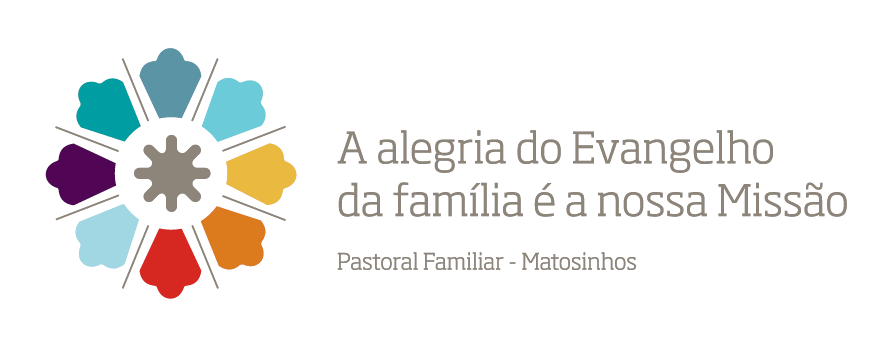 A alegria do Evangelho
da família é a nossa Missão
Pastoral Familiar - Matosinhos